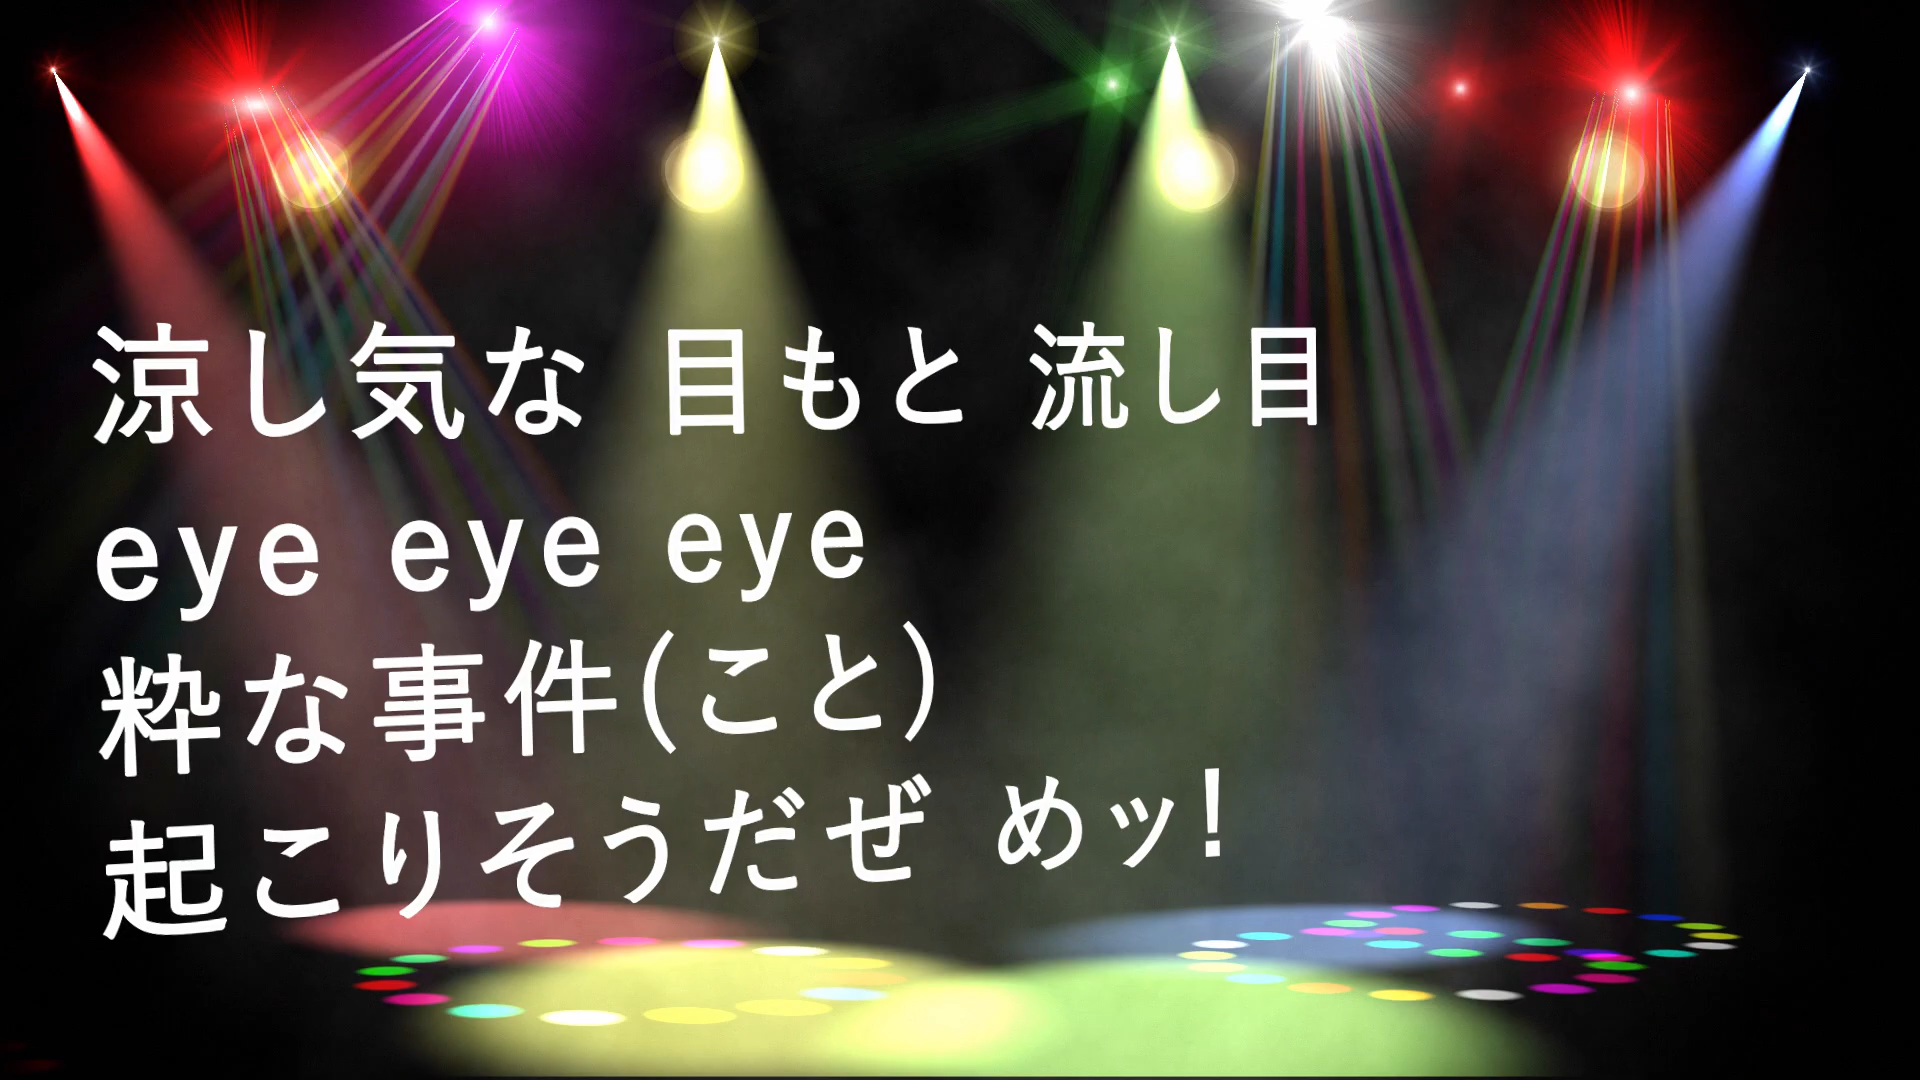 涼し気な 目もと 流し目
eye eye eye
粋な事件(こと)
起こりそうだぜ めッ!